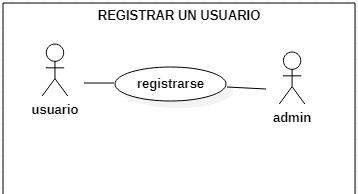 REGISTRAR UN USUARIO
registrarse
usuario
admin